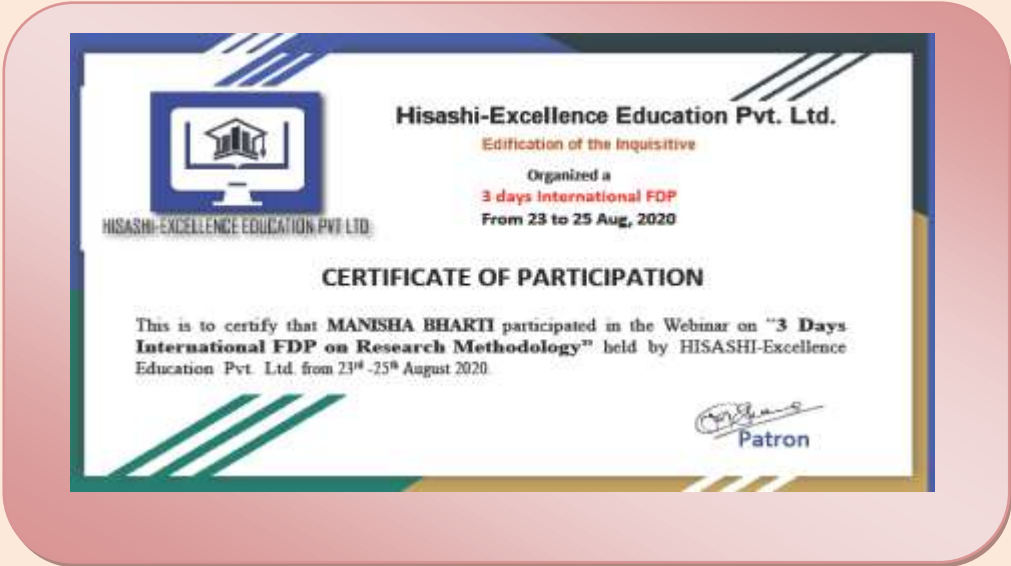 Hisashi-Excellence Education Pvt. Ltd.
Edification of the Inquisitive
Organized a
3 days International FDP
From 23 to 25 Aug, 2020
HISASHI-EXCELLENCE EDUCATION PVT LTD
CERTIFICATE OF PARTICIPATION
This is to certify that MANISHA BHARTI participated in the Webinar on "3 Days
International FDP on Research Methodology" held by HISASHI-Excellence
Education Pvt. Ltd. from 23rd -25th August 2020.
Patron